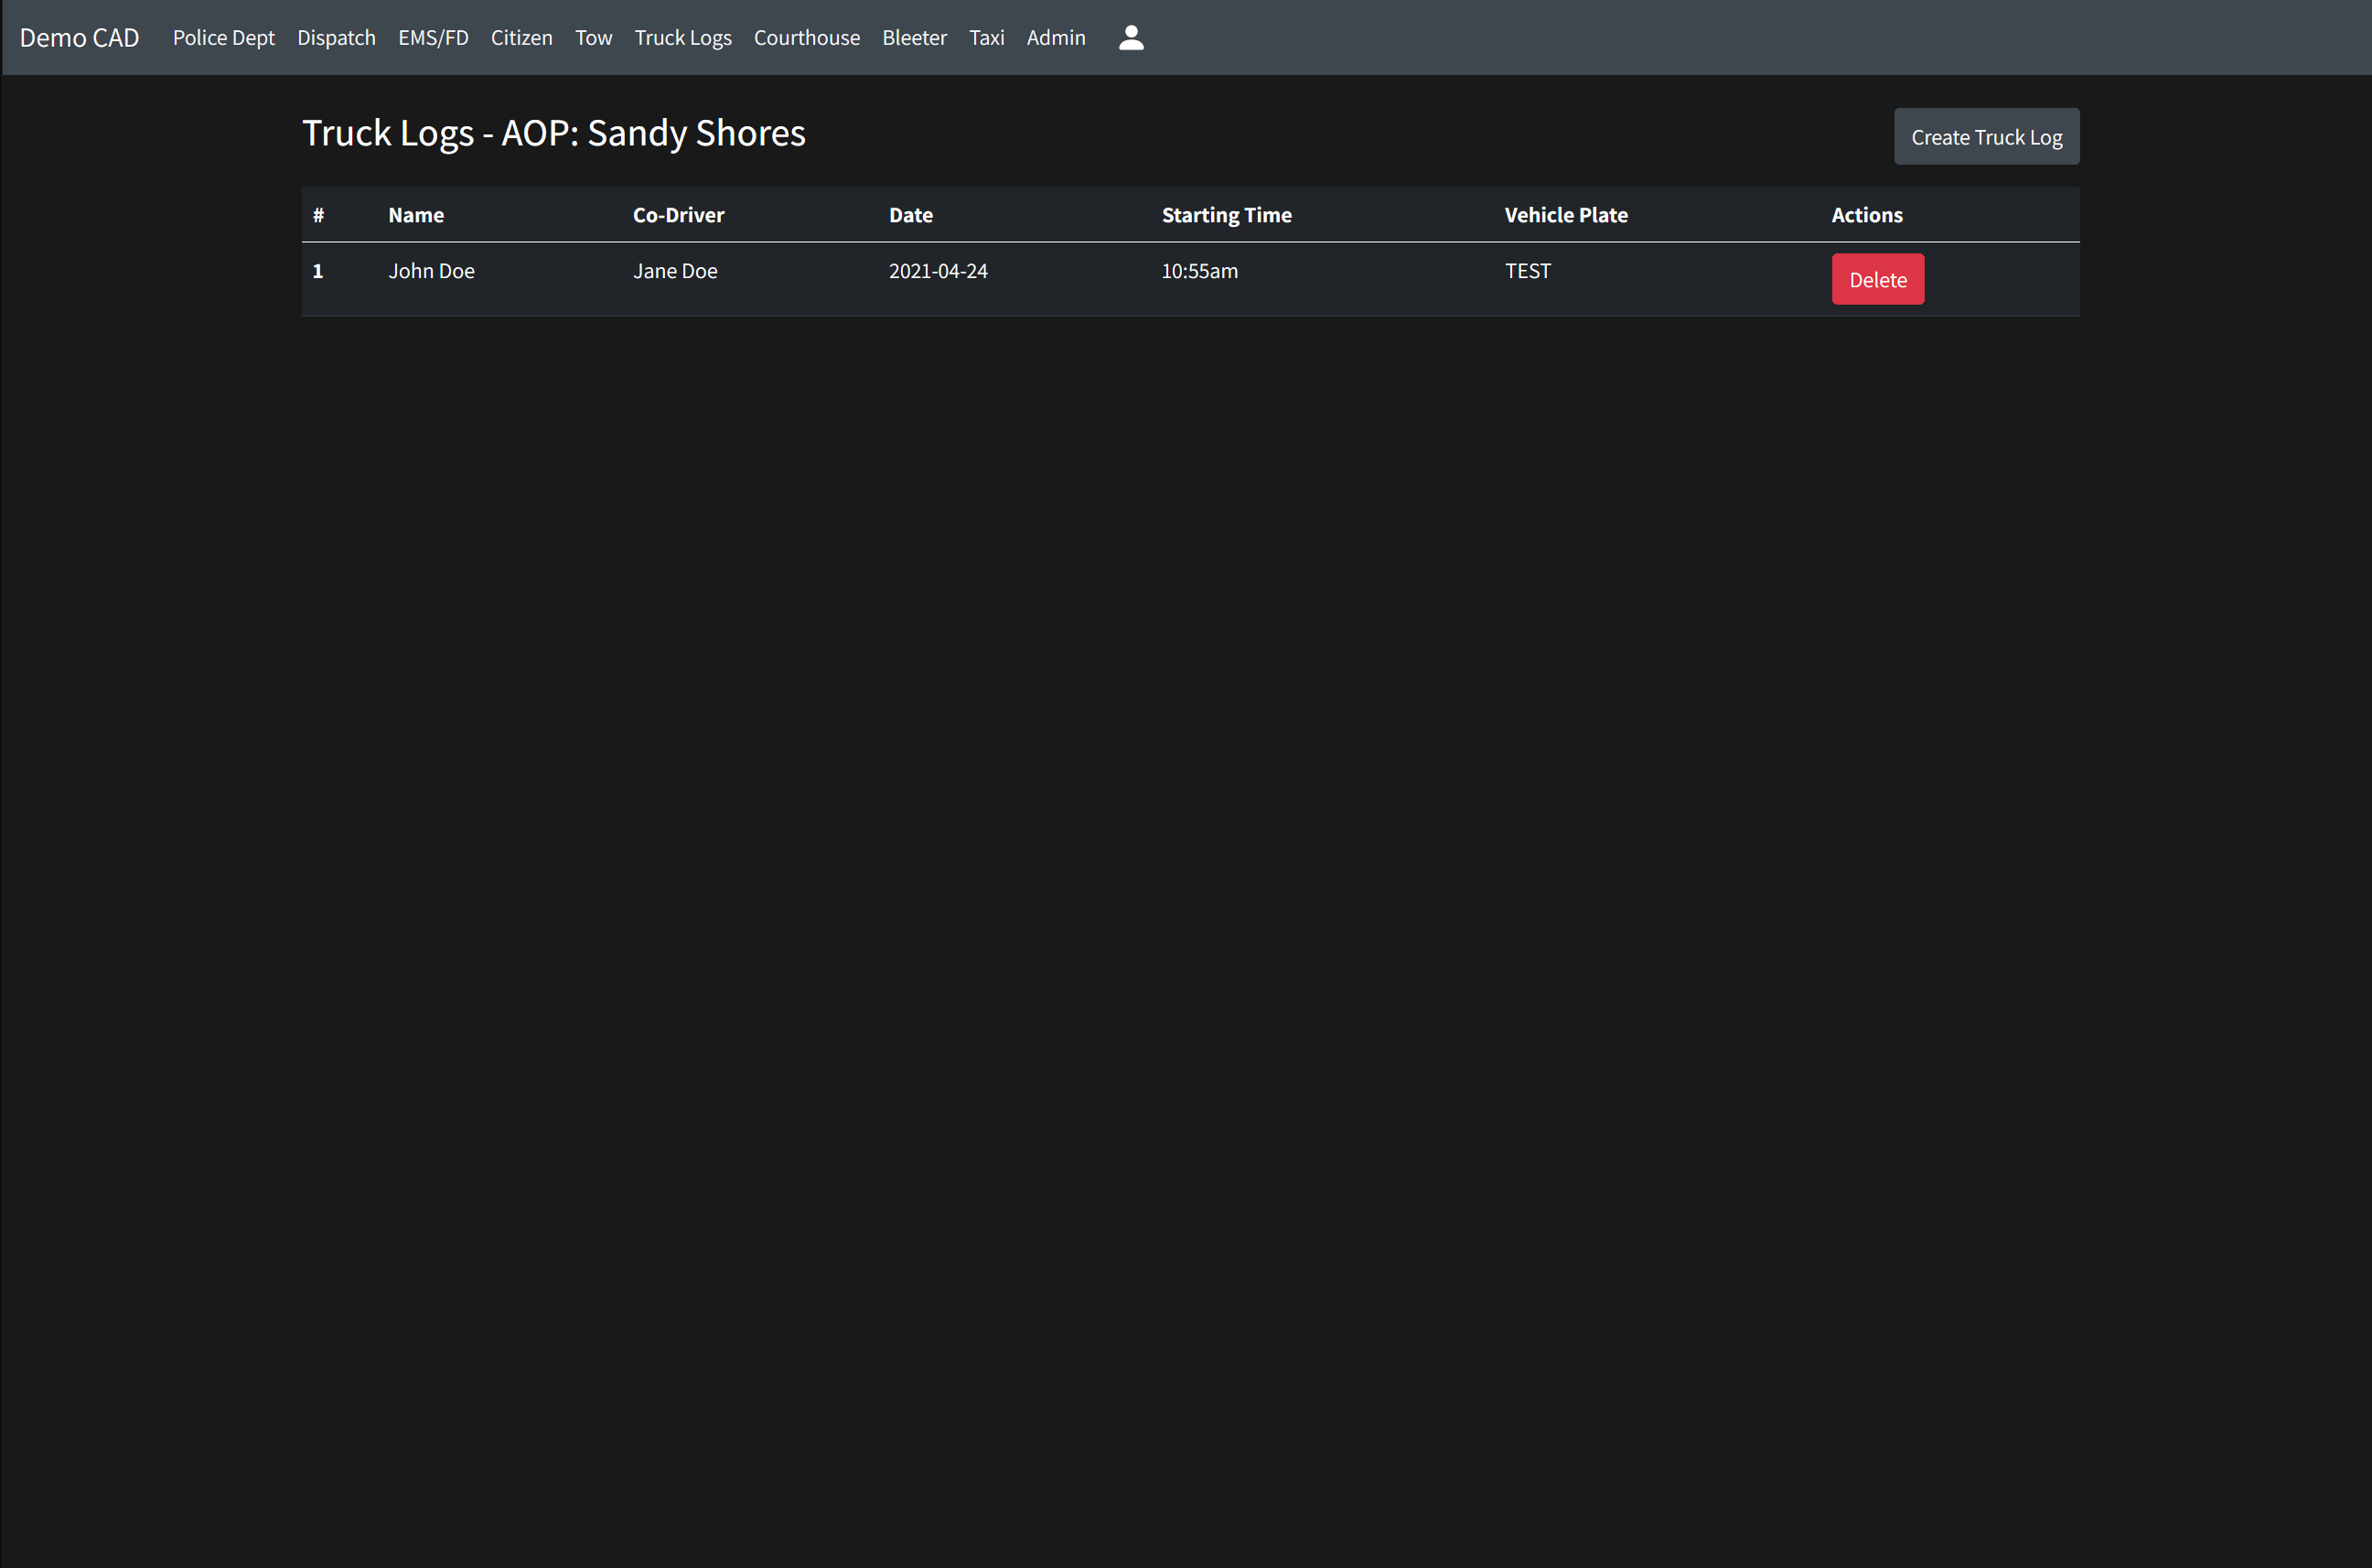 Demo CAD Police Dept Dispatch EMS/FD Citizen Tow Truck Logs Courthouse Bleeter Taxi Admin
Truck Logs - AOP: Sandy Shores Create Truck Log
# Name Co-Driver Date Starting Time Vehicle Plate Actions
1 John Doe Jane Doe 2021-04-24 10:55am TEST Delete